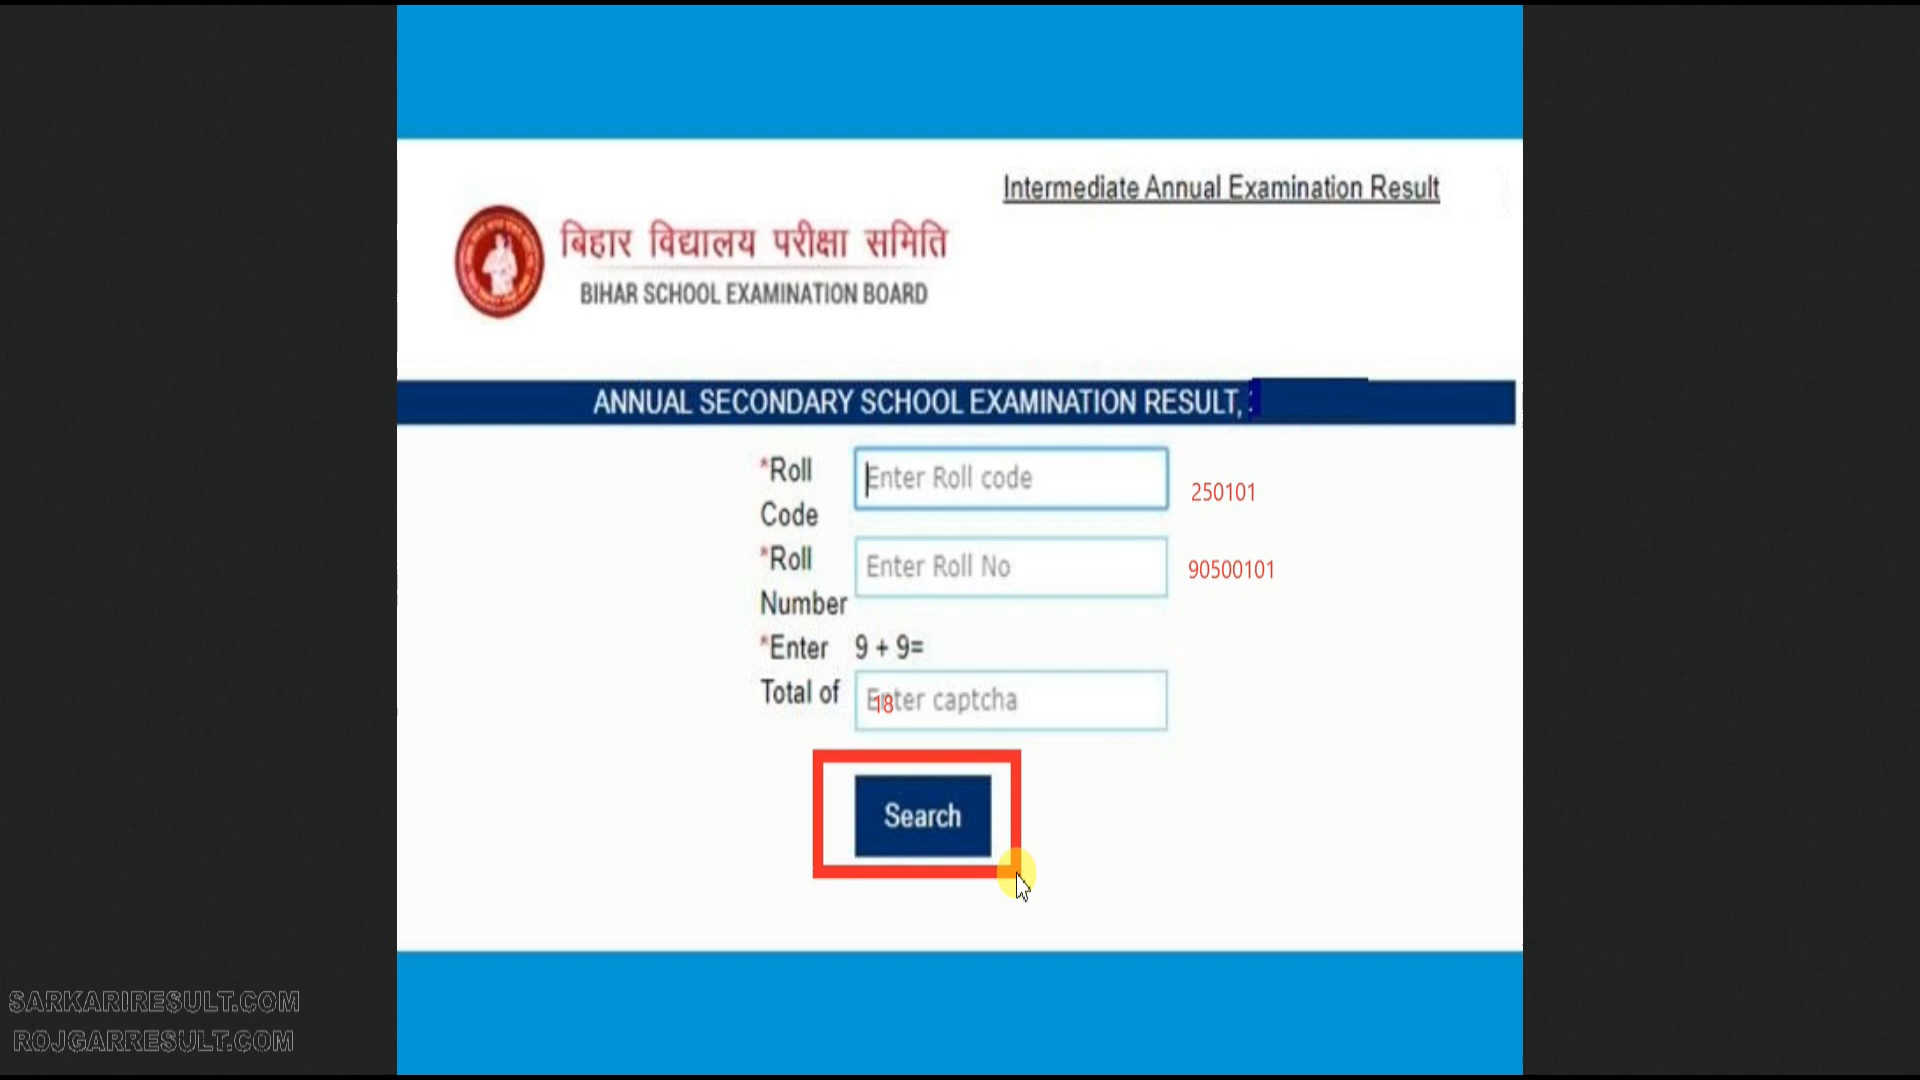 Intermediate Annual Examination Result
बिहार विद्यालय परीक्षा समिति
BIHAR SCHOOL EXAMINATION BOARD
ANNUAL SECONDARY SCHOOL EXAMINATION RESULT,
*Roll Code
Enter Roll code
250101
*Roll Number
Enter Roll No
90500101
*Enter Total of
9 + 9=
Enter captcha
18
Search
SARKARIRESULT.COM
ROJGARRESULT.COM